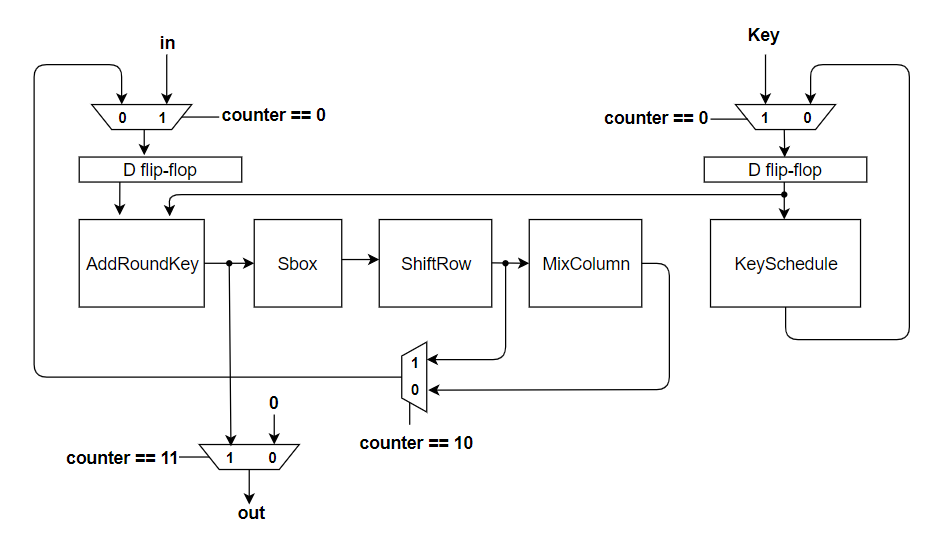 in
Key
0 1
counter == 0
counter == 0
1 0
D flip-flop
D flip-flop
AddRoundKey
Sbox
ShiftRow
MixColumn
KeySchedule
1
0
0
counter == 10
counter == 11
1 0
out